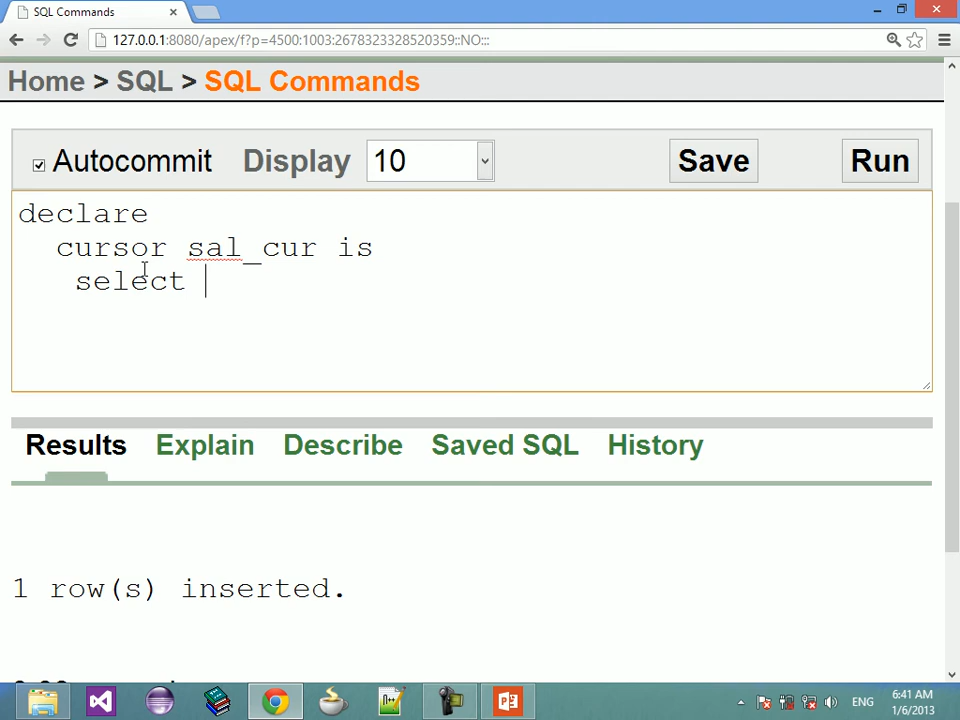 SQL Commands
127.0.0.1:8080/apex/f?p=4500:1003:2678323328520359::NO:::
Home > SQL > SQL Commands
Autocommit Display 10 Save Run
declare
cursor sal_cur is
select
Results Explain Describe Saved SQL History
1 row(s) inserted.
ENG
6:41 AM
1/6/2013